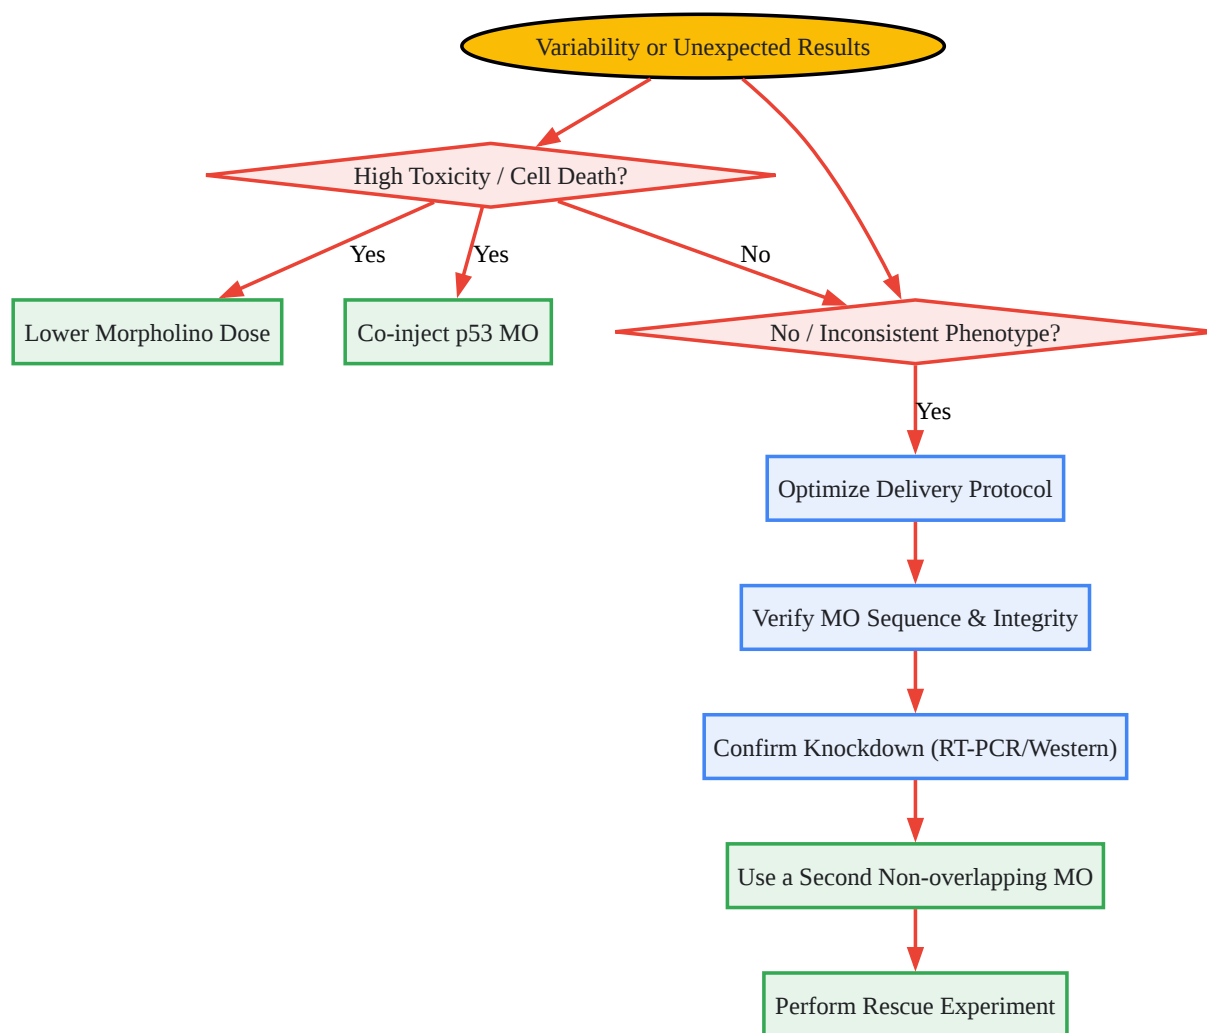 Variability or Unexpected Results
High Toxicity / Cell Death?
Yes
Yes
No
Lower Morpholino Dose
Co-inject p53 MO
No / Inconsistent Phenotype?
Yes
Optimize Delivery Protocol
Verify MO Sequence & Integrity
Confirm Knockdown (RT-PCR/Western)
Use a Second Non-overlapping MO
Perform Rescue Experiment